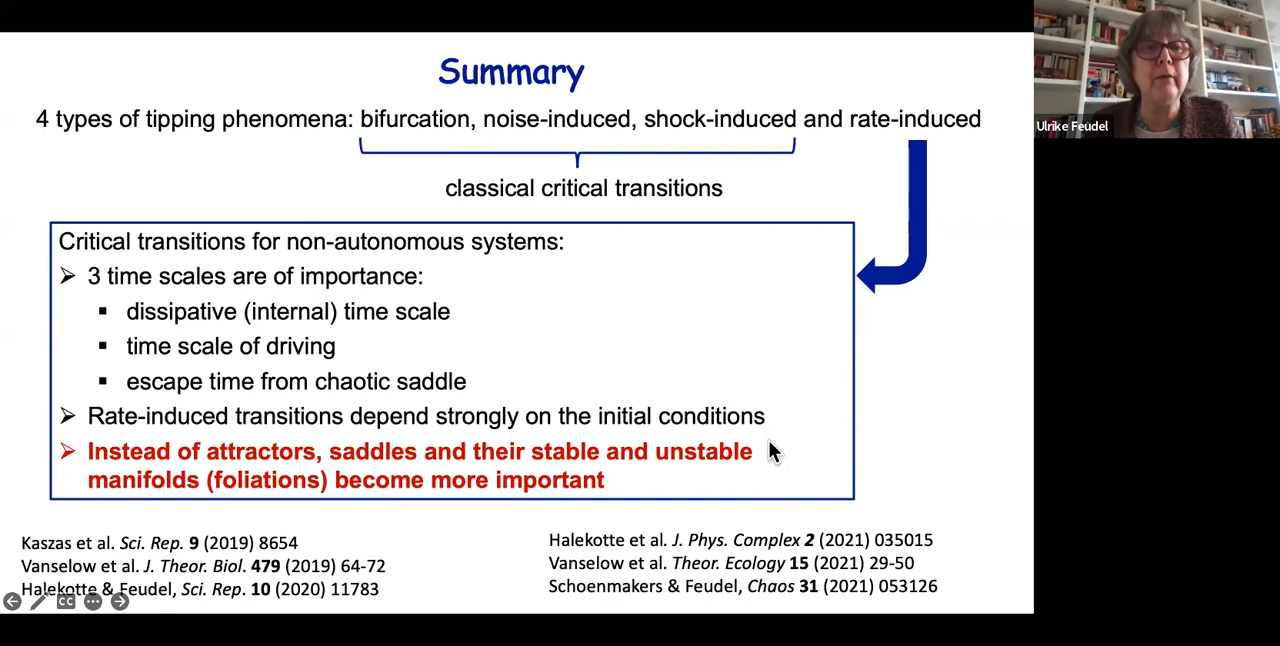 Summary
4 types of tipping phenomena: bifurcation, noise-induced, shock-induced and rate-induced
classical critical transitions
Critical transitions for non-autonomous systems:
➢ 3 time scales are of importance:
▪ dissipative (internal) time scale
▪ time scale of driving
▪ escape time from chaotic saddle
➢ Rate-induced transitions depend strongly on the initial conditions
➢ Instead of attractors, saddles and their stable and unstable
manifolds (foliations) become more important
Kaszas et al. Sci. Rep. 9 (2019) 8654
Vanselow et al. J. Theor. Biol. 479 (2019) 64-72
Halekotte & Feudel, Sci. Rep. 10 (2020) 11783
Halekotte et al. J. Phys. Complex 2 (2021) 035015
Vanselow et al. Theor. Ecology 15 (2021) 29-50
Schoenmakers & Feudel, Chaos 31 (2021) 053126
CC
Ulrike Feudel